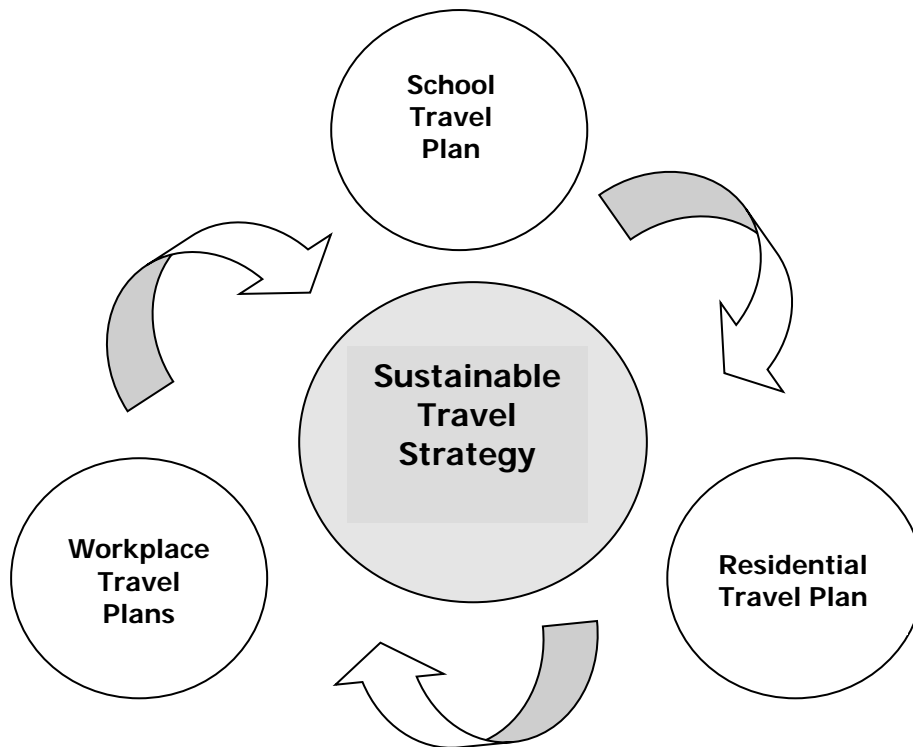 School
Travel
Plan
Sustainable
Travel
Strategy
Workplace
Travel
Plans
Residential
Travel Plan